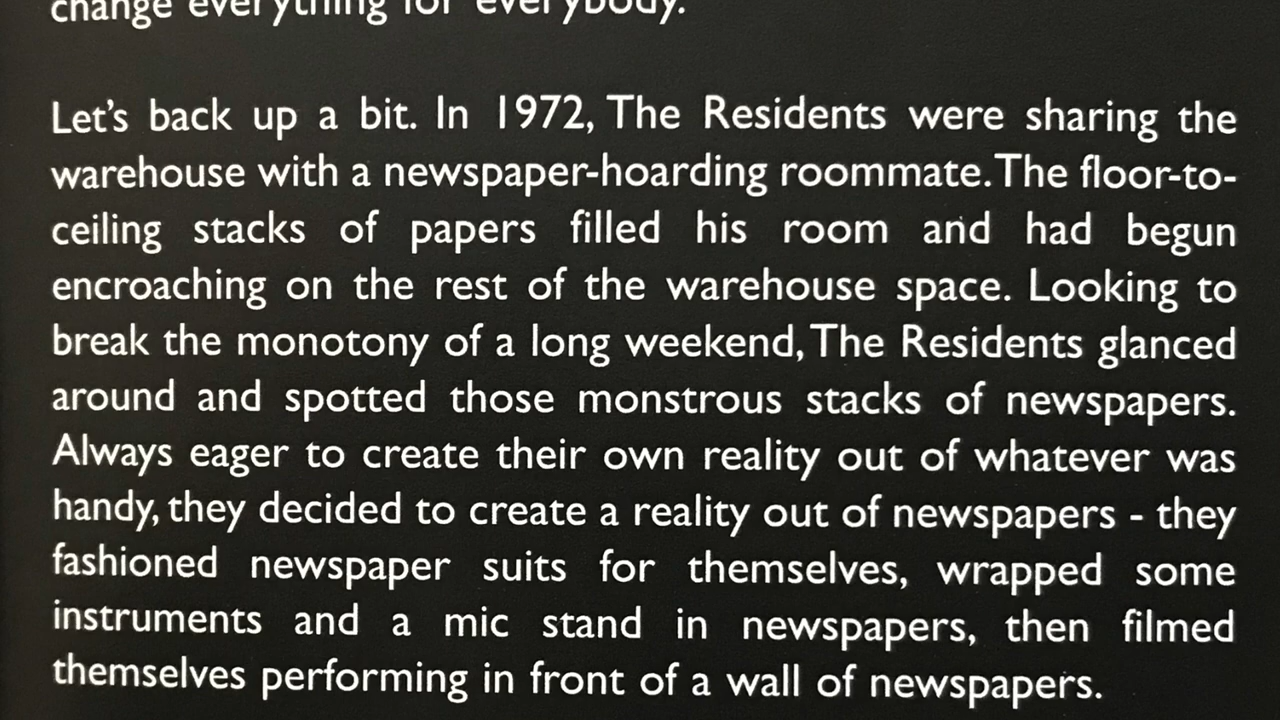 change everything for everybody.
Let's back up a bit. In 1972, The Residents were sharing the
warehouse with a newspaper-hoarding roommate. The floor-to-
ceiling stacks of papers filled his room and had begun
encroaching on the rest of the warehouse space. Looking to
break the monotony of a long weekend, The Residents glanced
around and spotted those monstrous stacks of newspapers.
Always eager to create their own reality out of whatever was
handy, they decided to create a reality out of newspapers - they
fashioned newspaper suits for themselves, wrapped some
instruments and a mic stand in newspapers, then filmed
themselves performing in front of a wall of newspapers.